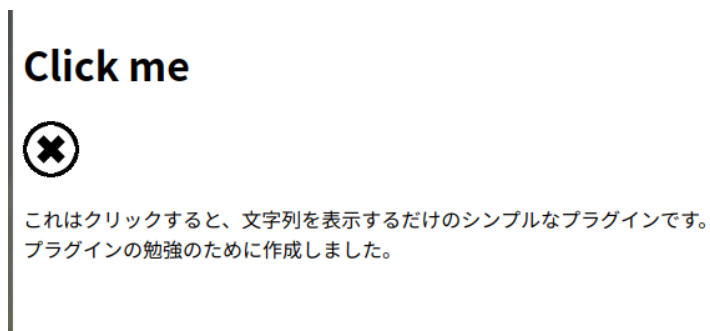 Click me
これはクリックすると、文字列を表示するだけのシンプルなプラグインです。
プラグインの勉強のために作成しました。